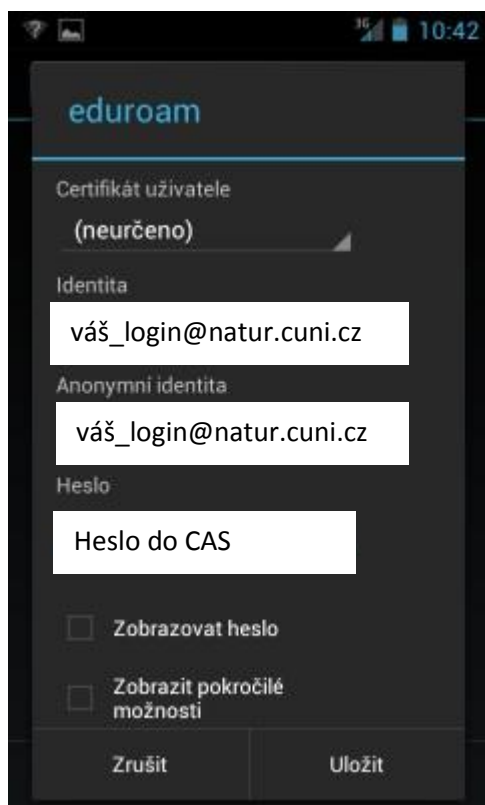 3G 10:42
eduroam
Certifikát uživatele
(neurčeno)
Identita
váš_login@natur.cuni.cz
Anonymní identita
váš_login@natur.cuni.cz
Heslo
Heslo do CAS
Zobrazovat heslo
Zobrazit pokročilé
možnosti
Zrušit Uložit